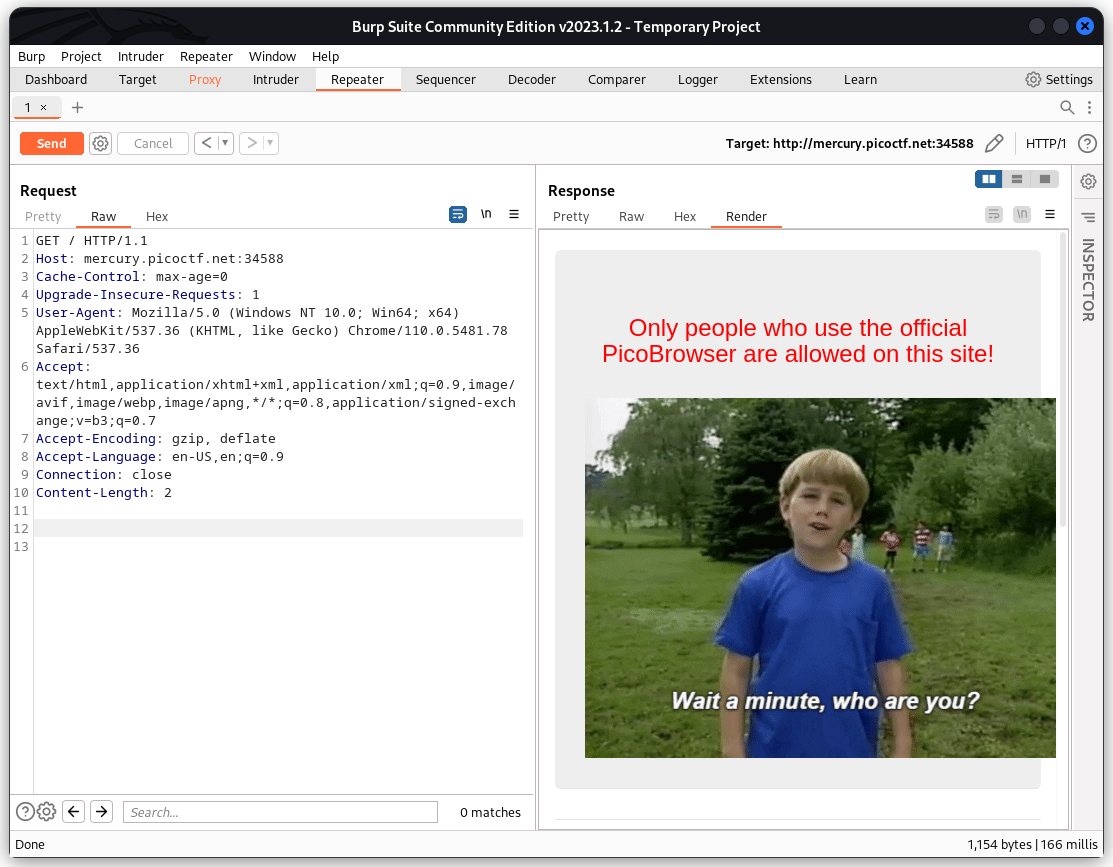 Burp Suite Community Edition v2023.1.2 - Temporary Project
Burp Project Intruder Repeater Window Help
Dashboard Target Proxy Intruder Repeater Sequencer Decoder Comparer Logger Extensions Learn Settings
1 × +
Send Cancel < ▾ > ▾ Target: http://mercury.picoctf.net:34588 HTTP/1 ?
Request
Pretty Raw Hex \n ≡
1 GET / HTTP/1.1
2 Host: mercury.picoctf.net:34588
3 Cache-Control: max-age=0
4 Upgrade-Insecure-Requests: 1
5 User-Agent: Mozilla/5.0 (Windows NT 10.0; Win64; x64)
AppleWebKit/537.36 (KHTML, like Gecko) Chrome/110.0.5481.78
Safari/537.36
6 Accept:
text/html,application/xhtml+xml,application/xml;q=0.9,image/
avif,image/webp,image/apng,*/*;q=0.8,application/signed-exch
ange;v=b3;q=0.7
7 Accept-Encoding: gzip, deflate
8 Accept-Language: en-US,en;q=0.9
9 Connection: close
10 Content-Length: 2
11
12
13
? Search... 0 matches
Response
Pretty Raw Hex Render \n ≡
Only people who use the official
PicoBrowser are allowed on this site!
Wait a minute, who are you?
INSPECTOR
Done 1,154 bytes | 166 millis